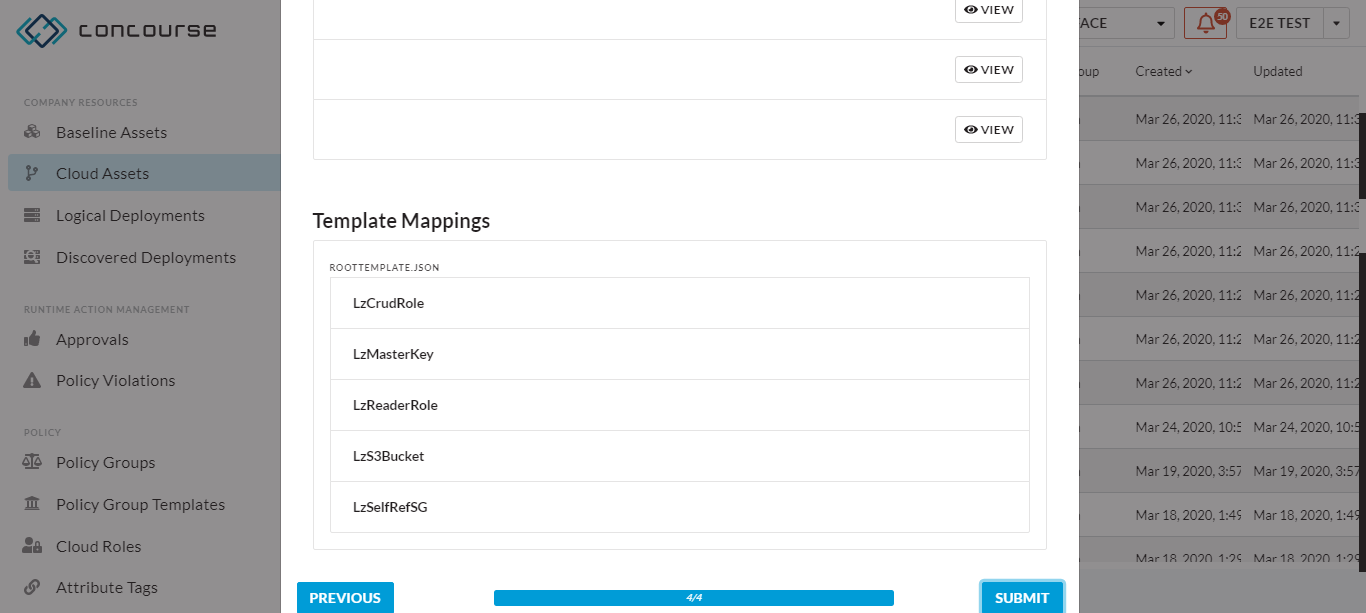 concourse
COMPANY RESOURCES
Baseline Assets
Cloud Assets
Logical Deployments
Discovered Deployments
RUNTIME ACTION MANAGEMENT
Approvals
Policy Violations
POLICY
Policy Groups
Policy Group Templates
Cloud Roles
Attribute Tags
VIEW
VIEW
VIEW
Template Mappings
ROOTTEMPLATE.JSON
LzCrudRole
LzMasterKey
LzReaderRole
LzS3Bucket
LzSelfRefSG
PREVIOUS
4/4
SUBMIT
ACE
50
E2E TEST
oup Created Updated
Mar 26, 2020, 11:3 Mar 26, 2020, 11:3
Mar 26, 2020, 11:3 Mar 26, 2020, 11:3
Mar 26, 2020, 11:3 Mar 26, 2020, 11:3
Mar 26, 2020, 11:2 Mar 26, 2020, 11:2
Mar 26, 2020, 11:2 Mar 26, 2020, 11:2
Mar 26, 2020, 11:2 Mar 26, 2020, 11:2
Mar 26, 2020, 11:2 Mar 26, 2020, 11:2
Mar 24, 2020, 10:5 Mar 24, 2020, 10:5
Mar 19, 2020, 3:57 Mar 19, 2020, 3:57
Mar 18, 2020, 1:49 Mar 18, 2020, 1:49
Mar 18, 2020, 1:29 Mar 18, 2020, 1:29